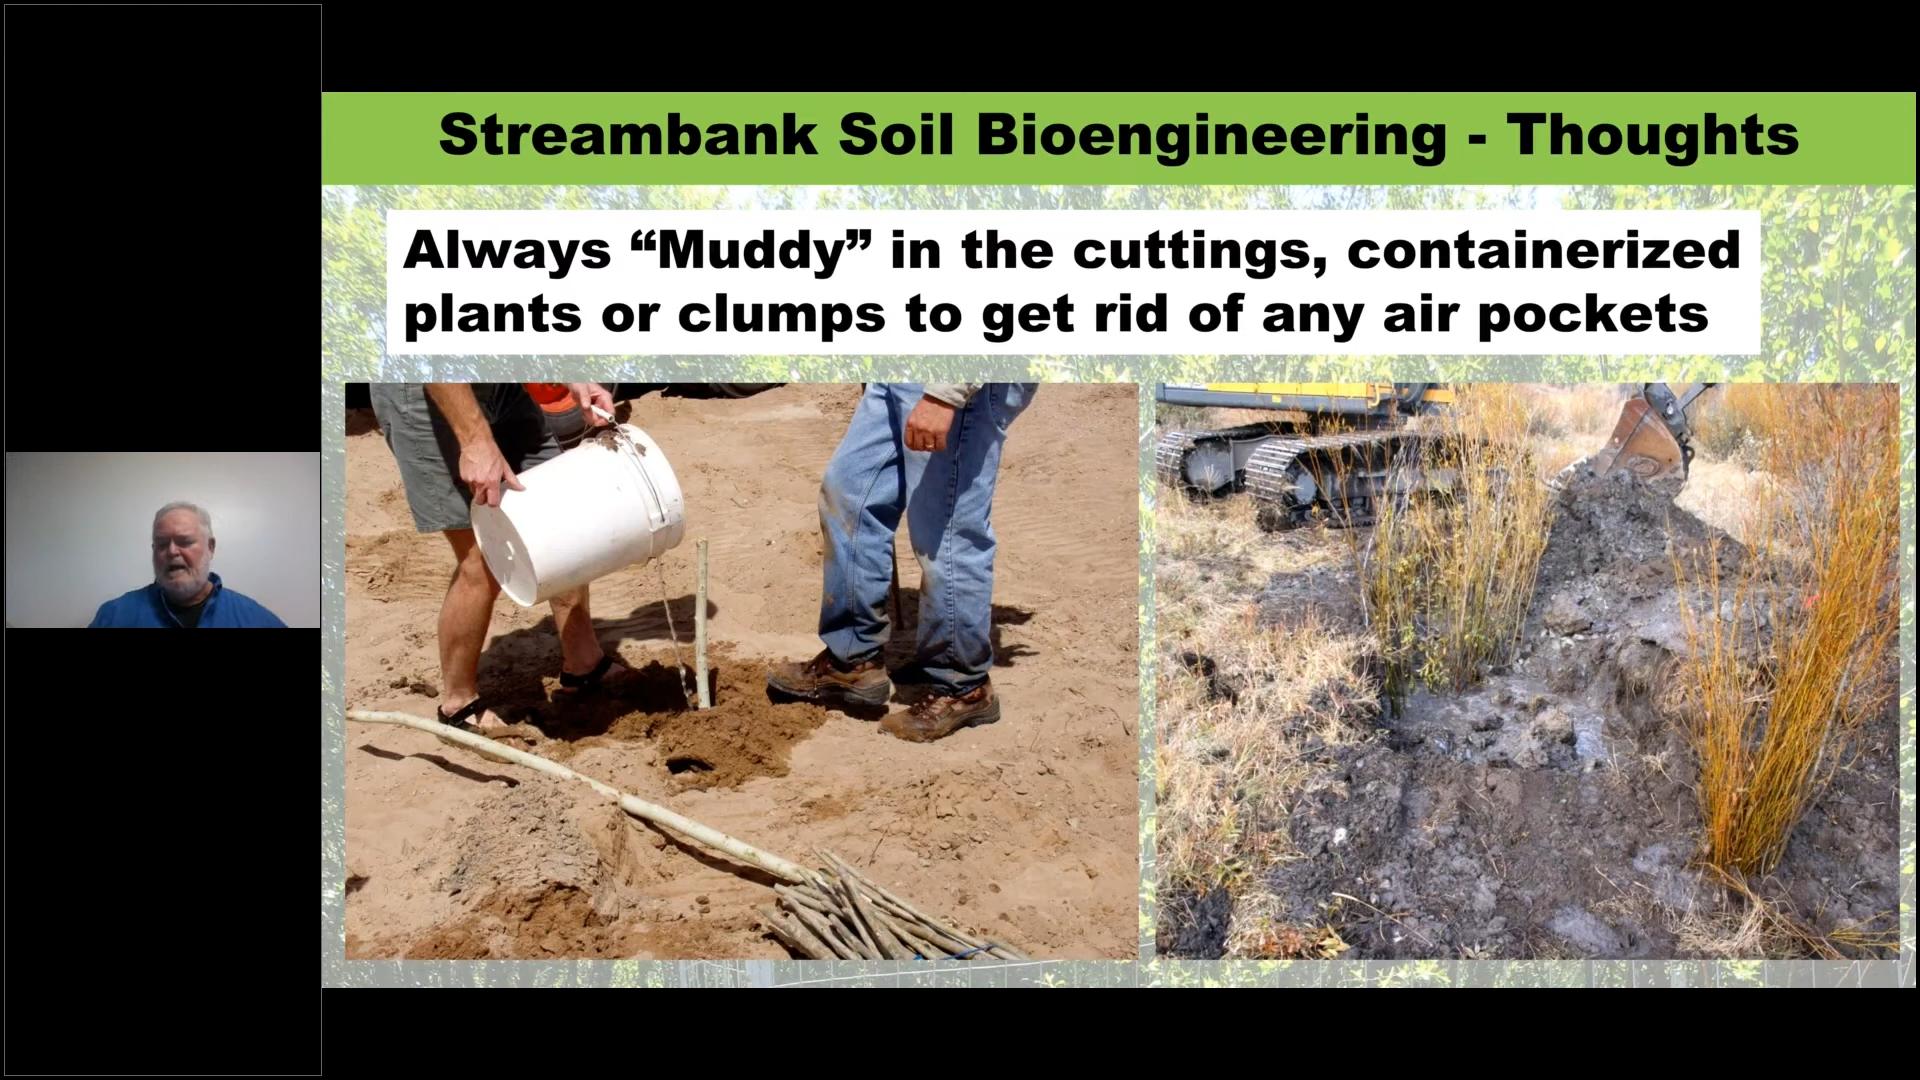 Streambank Soil Bioengineering - Thoughts
Always “Muddy” in the cuttings, containerized
plants or clumps to get rid of any air pockets